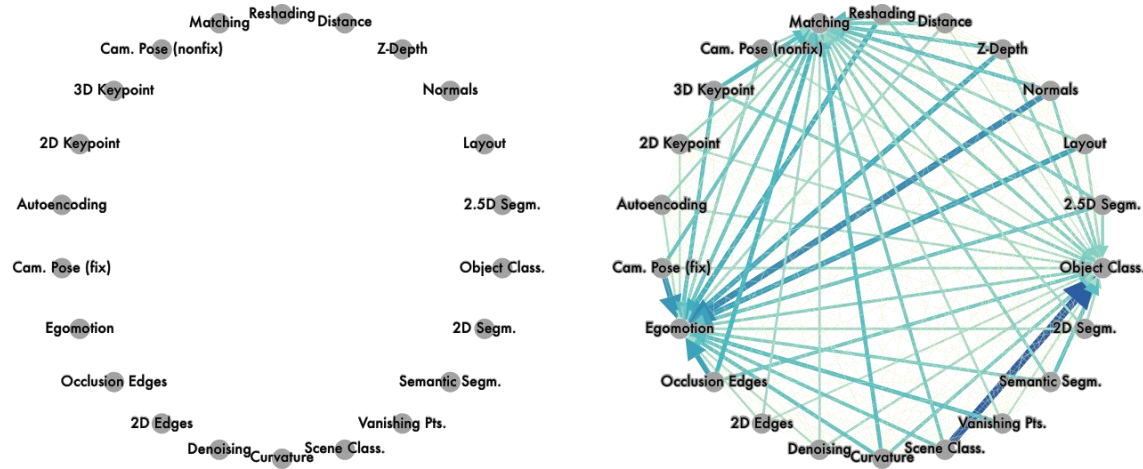 Reshading
Matching
Distance
Cam. Pose (nonfix)
Z-Depth
3D Keypoint
Normals
2D Keypoint
Layout
Autoencoding
2.5D Segm.
Cam. Pose (fix)
Object Class.
Egomotion
2D Segm.
Occlusion Edges
Semantic Segm.
2D Edges
Vanishing Pts.
Denoising
Scene Class.
Curvature
Reshading
Matching
Distance
Cam. Pose (nonfix)
Z-Depth
3D Keypoint
Normals
2D Keypoint
Layout
Autoencoding
2.5D Segm.
Cam. Pose (fix)
Object Class.
Egomotion
2D Segm.
Occlusion Edges
Semantic Segm.
2D Edges
Vanishing Pts.
Denoising
Scene Class.
Curvature